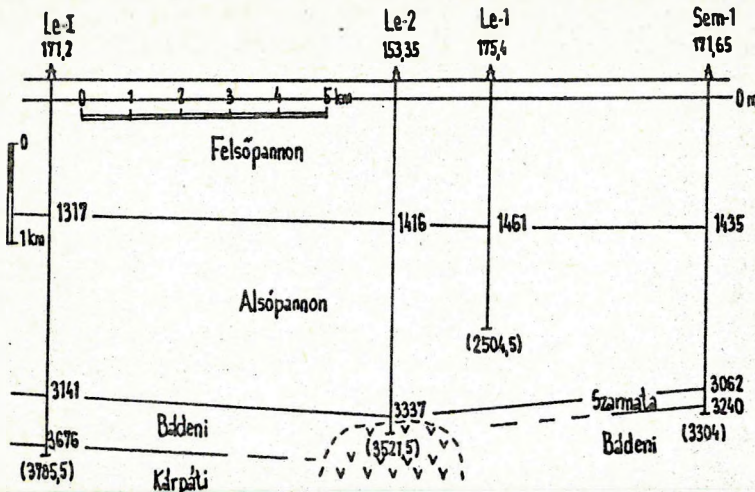 Le-I Le-2 Le-1 Sem-1
171,2 153,35 175,4 171,65
0 1 2 3 4 5 km 0 m
0 Felsőpannon
1317 1416 1461 1435
1 km
Alsópannon
(2504,5)
3141 3337 Szarmata 3062
3240
Bádeni Bádeni
3676 (3521,5) (3304)
(3785,5) Kárpáti